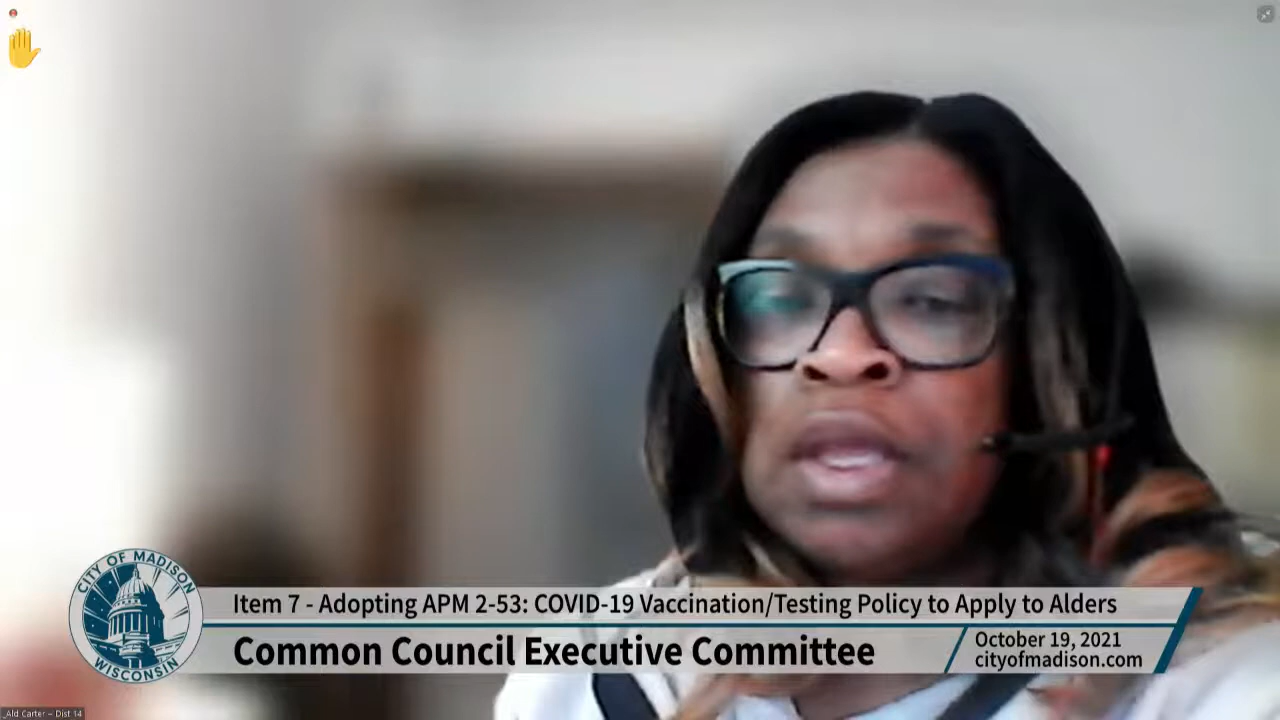 CITY OF MADISON
WISCONSIN
Item 7 - Adopting APM 2-53: COVID-19 Vaccination/Testing Policy to Apply to Alders
Common Council Executive Committee
October 19, 2021
cityofmadison.com
_Ald Carter – Dist 14